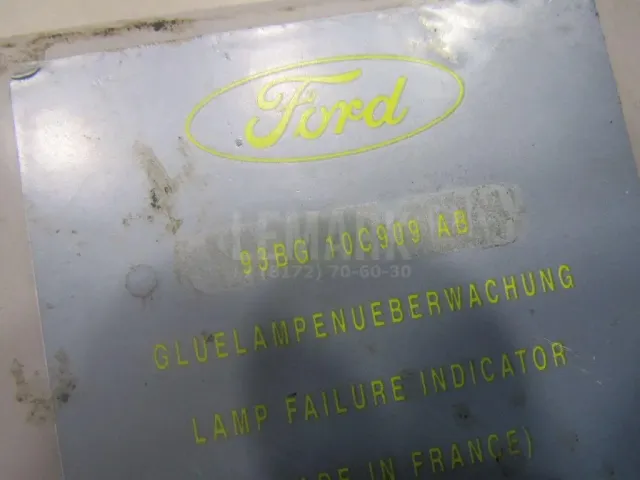 Ford
93BG 10C909 AB
(8172) 70-60-30
GLUELAMPENUEBERWACHUNG
LAMP FAILURE INDICATOR
IN FRANCE)